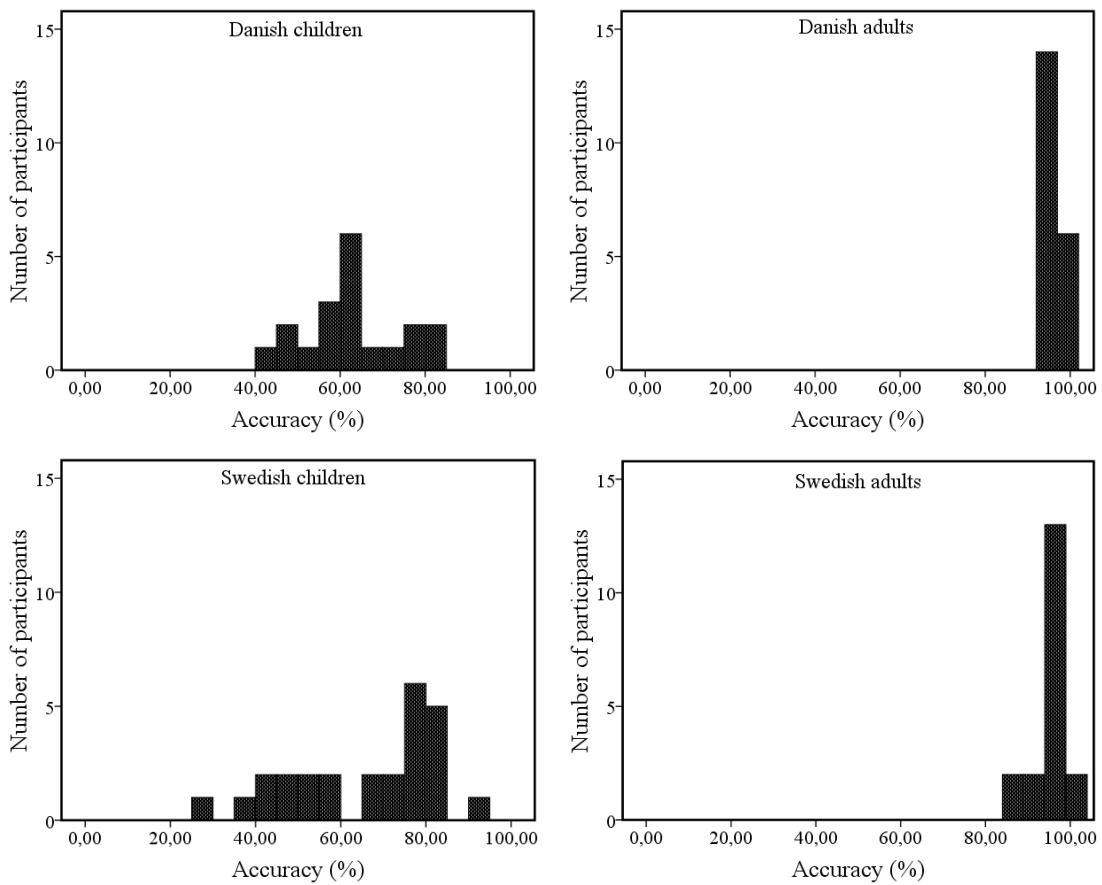 Danish children
Number of participants
15
10
5
0
0,00 20,00 40,00 60,00 80,00 100,00
Accuracy (%)
Danish adults
Number of participants
15
10
5
0
0,00 20,00 40,00 60,00 80,00 100,00
Accuracy (%)
Swedish children
Number of participants
15
10
5
0
0,00 20,00 40,00 60,00 80,00 100,00
Accuracy (%)
Swedish adults
Number of participants
15
10
5
0
0,00 20,00 40,00 60,00 80,00 100,00
Accuracy (%)